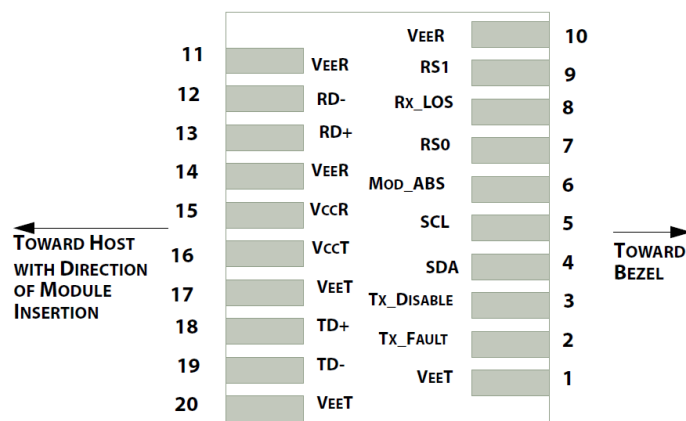 VEER 10
11 VEER
RS1 9
12 RD-
RX_LOS 8
13 RD+
RS0 7
14 VEER
MOD_ABS 6
15 VCCR
SCL 5
16 VCCT
SDA 4
17 VEET
TX_DISABLE 3
18 TD+
TX_FAULT 2
19 TD-
VEET 1
20 VEET
TOWARD HOST
WITH DIRECTION
OF MODULE
INSERTION
TOWARD
BEZEL